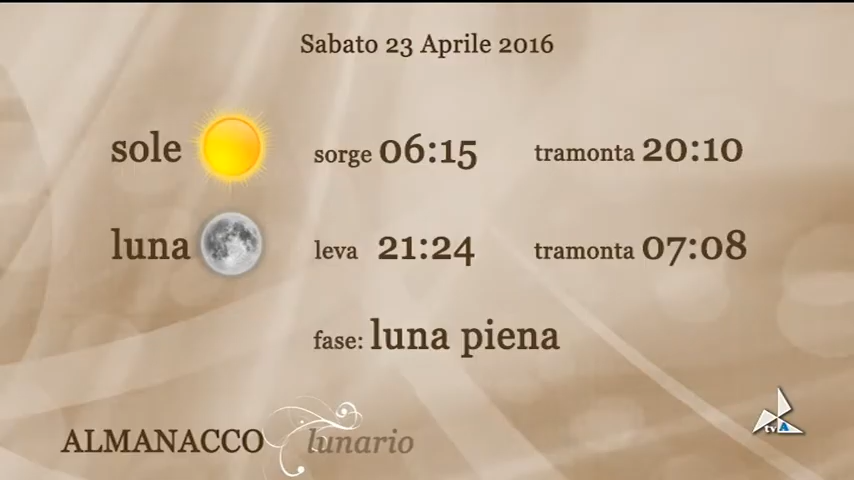 Sabato 23 Aprile 2016
sole sorge 06:15 tramonta 20:10
luna leva 21:24 tramonta 07:08
fase: luna piena
ALMANACCO lunario
tvA